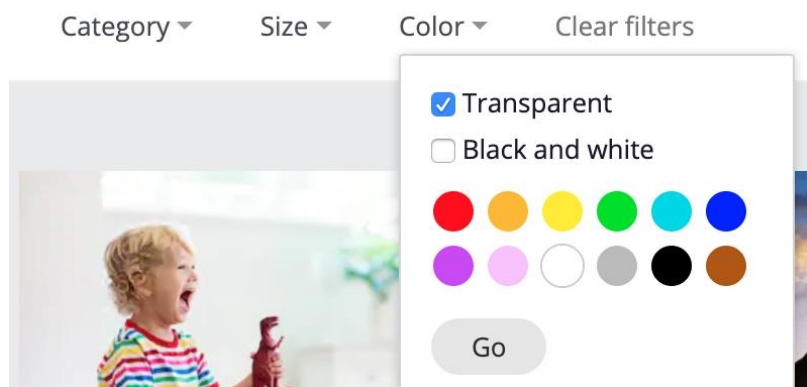 Category Size Color Clear filters
Transparent
Black and white
Go